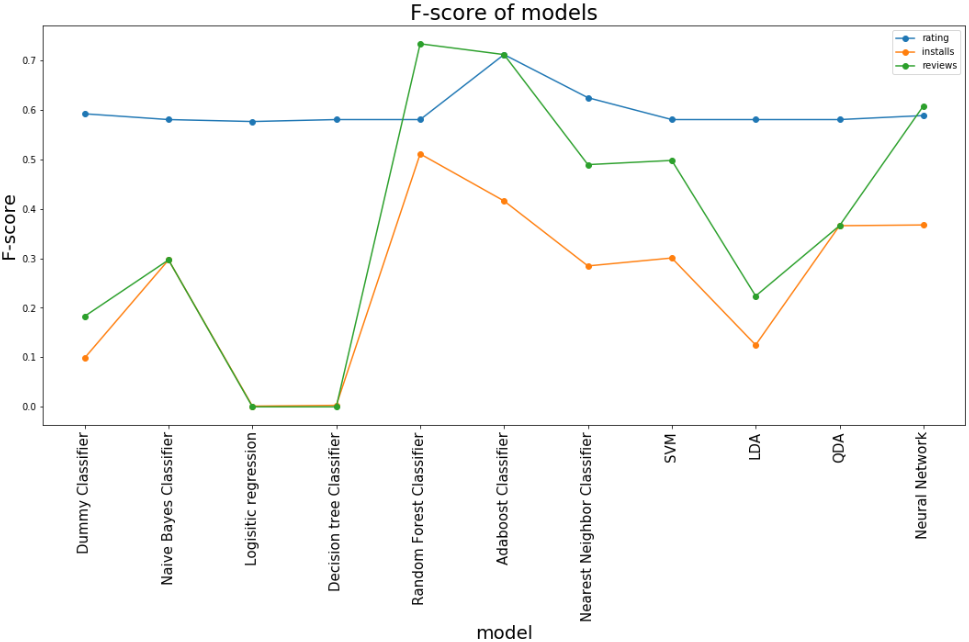 F-score of models
rating
installs
reviews
F-score
0.7
0.6
0.5
0.4
0.3
0.2
0.1
0.0
Dummy Classifier
Naive Bayes Classifier
Logisitic regression
Decision tree Classifier
Random Forest Classifier
Adaboost Classifier
Nearest Neighbor Classifier
SVM
LDA
QDA
Neural Network
model